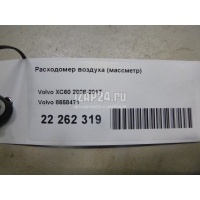 Расходомер воздуха (массметр)
Volvo XC60 2008-2017
Volvo 8658471
22 262 319